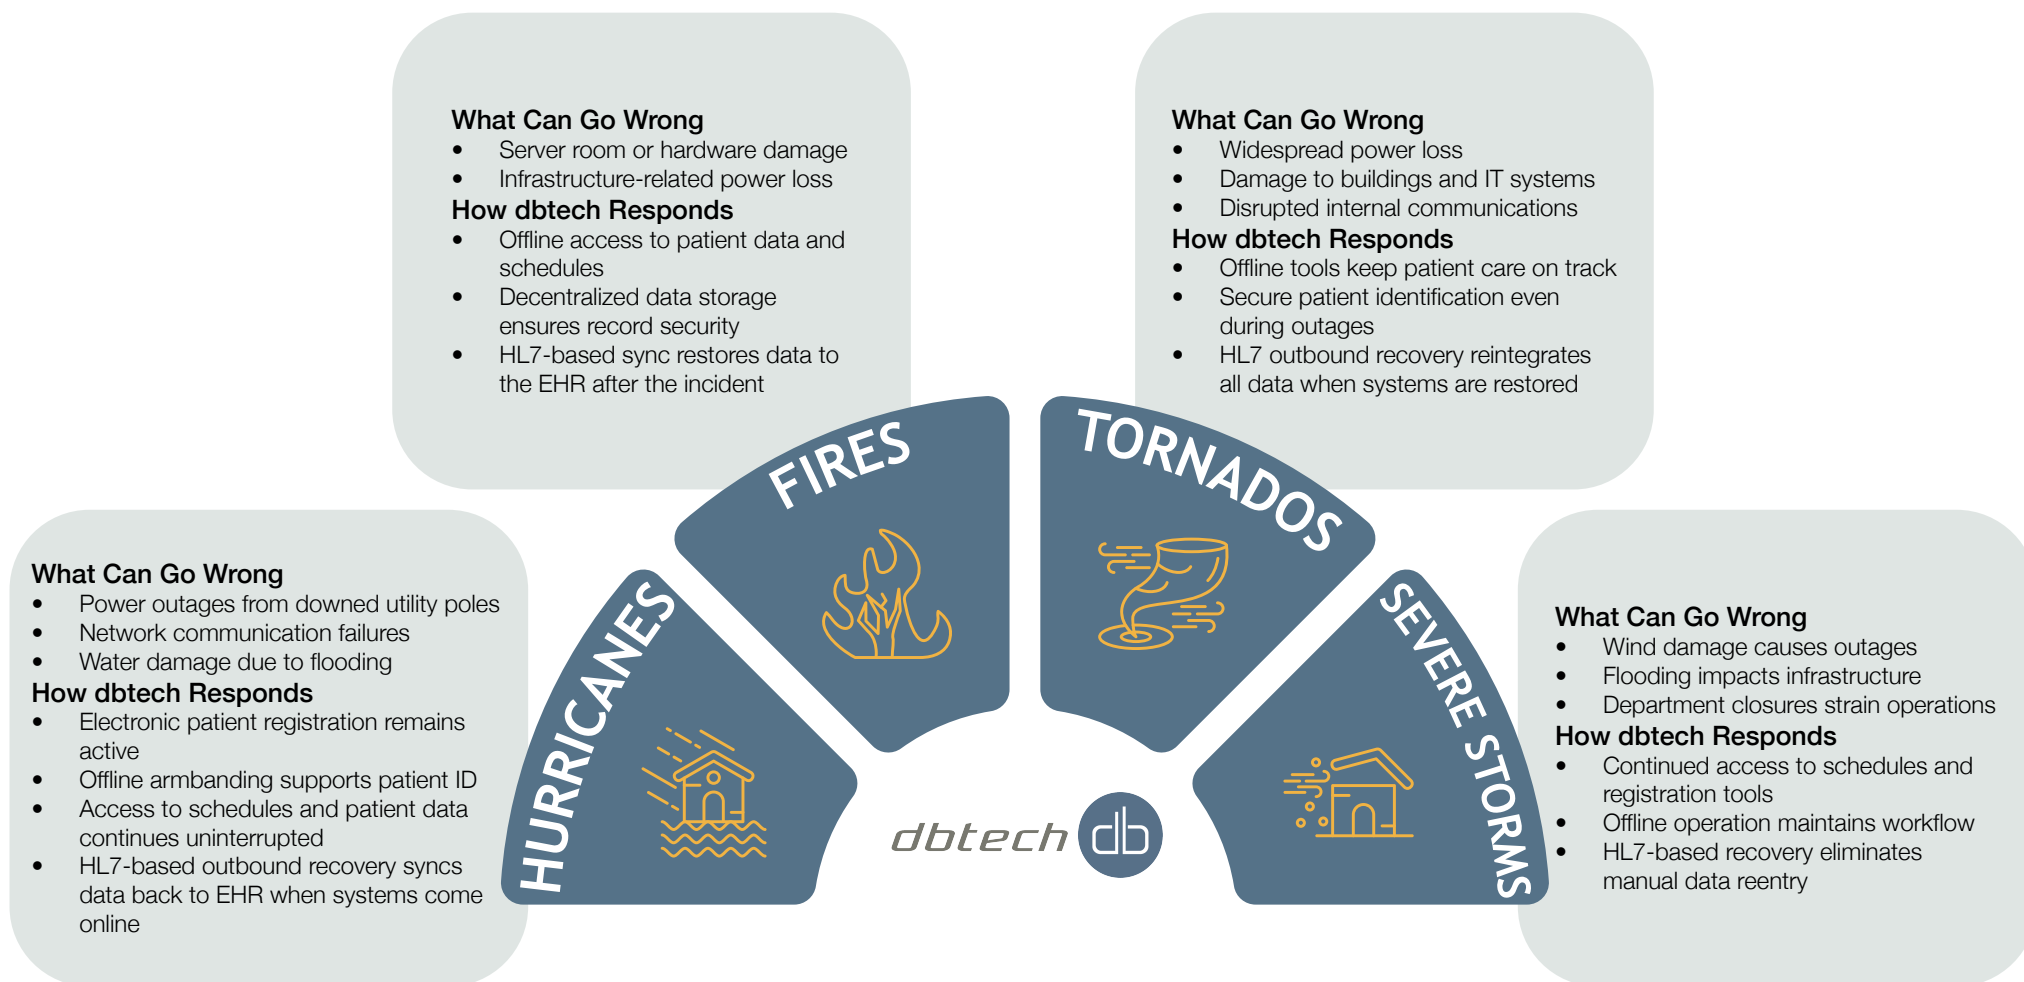 What Can Go Wrong
• Server room or hardware damage
• Infrastructure-related power loss
How dbtech Responds
• Offline access to patient data and
schedules
• Decentralized data storage
ensures record security
• HL7-based sync restores data to
the EHR after the incident
What Can Go Wrong
• Widespread power loss
• Damage to buildings and IT systems
• Disrupted internal communications
How dbtech Responds
• Offline tools keep patient care on track
• Secure patient identification even
during outages
• HL7 outbound recovery reintegrates
all data when systems are restored
FIRES
TORNADOS
What Can Go Wrong
• Power outages from downed utility poles
• Network communication failures
• Water damage due to flooding
How dbtech Responds
• Electronic patient registration remains
active
• Offline armbanding supports patient ID
• Access to schedules and patient data
continues uninterrupted
• HL7-based outbound recovery syncs
data back to EHR when systems come
online
HURRICANES
dbtech db
SEVERE STORMS
What Can Go Wrong
• Wind damage causes outages
• Flooding impacts infrastructure
• Department closures strain operations
How dbtech Responds
• Continued access to schedules and
registration tools
• Offline operation maintains workflow
• HL7-based recovery eliminates
manual data reentry